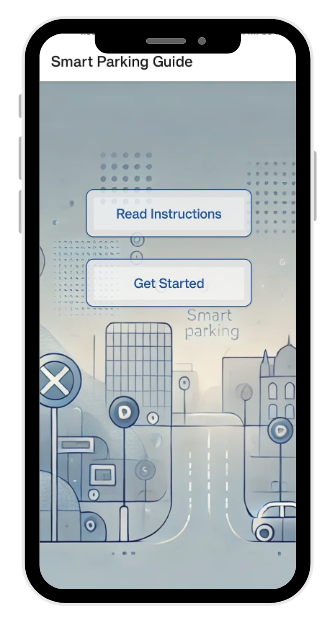 Smart Parking Guide
Read Instructions
Get Started
Smart
parking
D
D
S